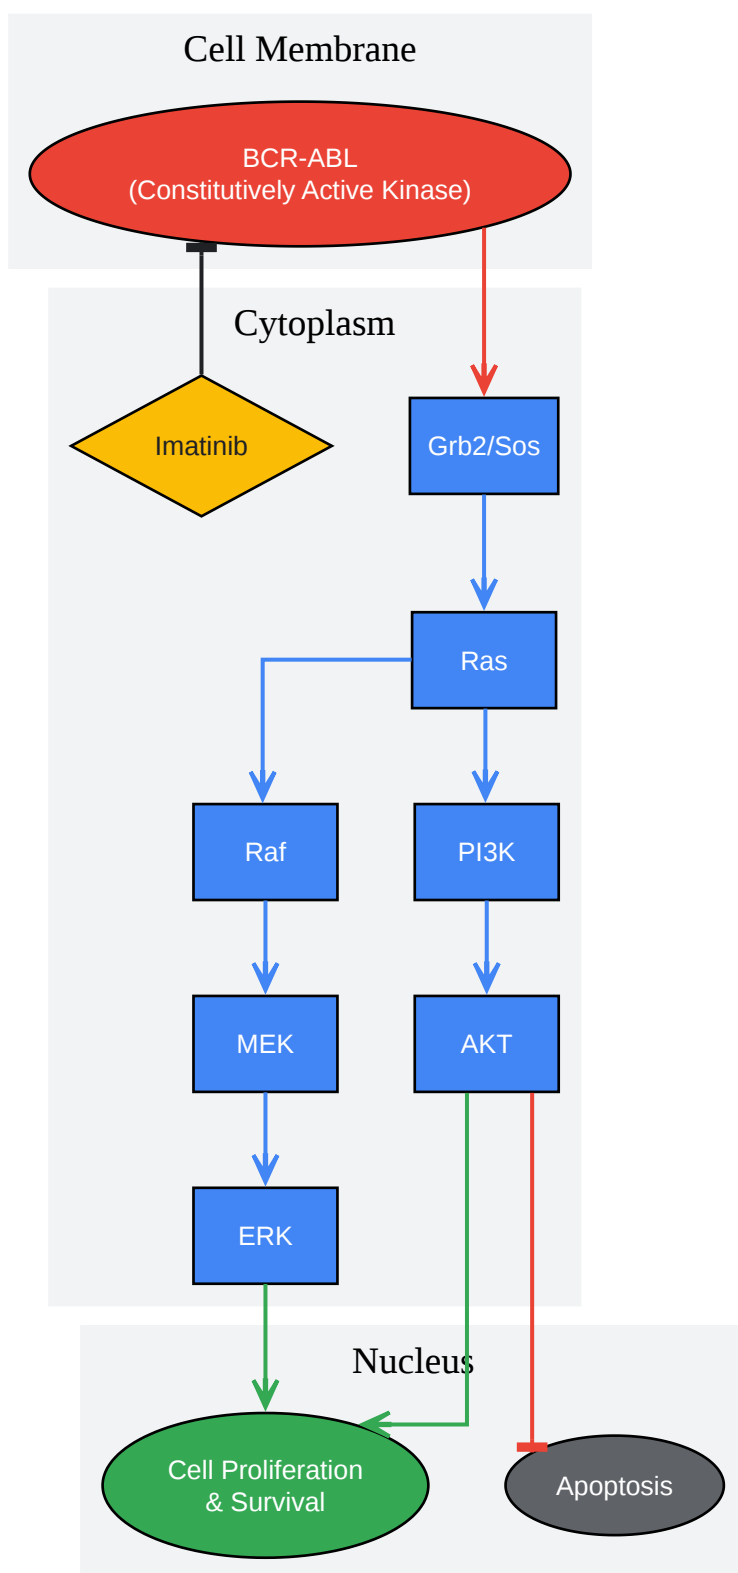 Cell Membrane
BCR-ABL
(Constitutively Active Kinase)
Cytoplasm
Imatinib
Grb2/Sos
Ras
Raf
PI3K
MEK
AKT
ERK
Nucleus
Cell Proliferation
& Survival
Apoptosis